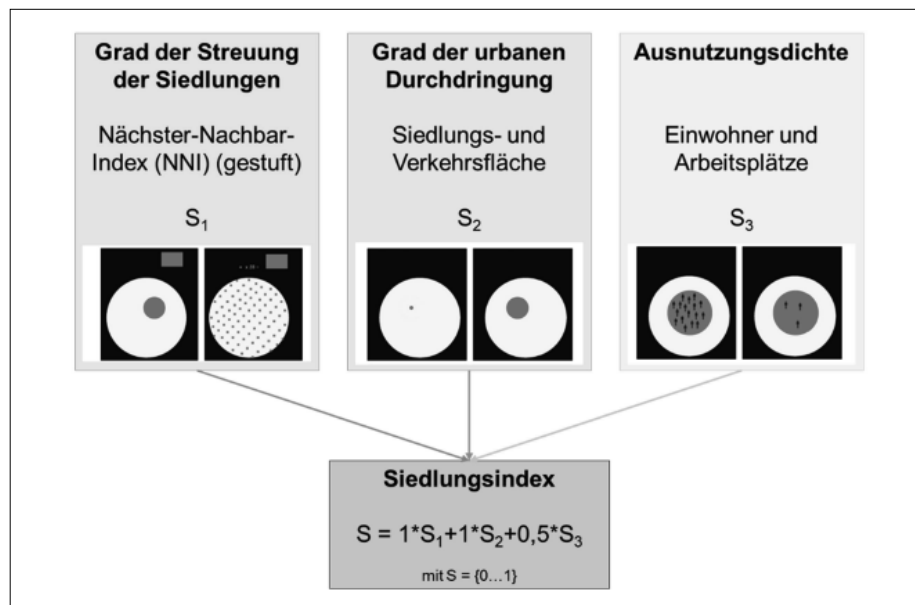 Grad der Streuung
der Siedlungen
Nächster-Nachbar-
Index (NNI) (gestuft)
S₁
Grad der urbanen
Durchdringung
Siedlungs- und
Verkehrsfläche
S₂
Ausnutzungsdichte
Einwohner und
Arbeitsplätze
S₃
Siedlungsindex
S = 1*S₁+1*S₂+0,5*S₃
mit S = {0...1}